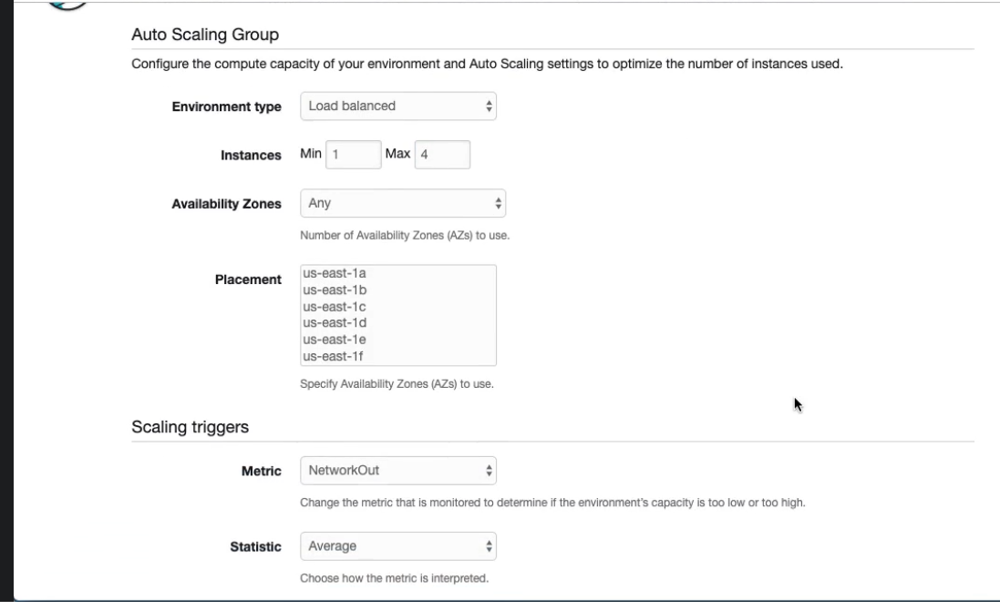 Auto Scaling Group
Configure the compute capacity of your environment and Auto Scaling settings to optimize the number of instances used.
Environment type Load balanced
Instances Min 1 Max 4
Availability Zones Any
Number of Availability Zones (AZs) to use.
Placement us-east-1a
us-east-1b
us-east-1c
us-east-1d
us-east-1e
us-east-1f
Specify Availability Zones (AZs) to use.
Scaling triggers
Metric NetworkOut
Change the metric that is monitored to determine if the environment's capacity is too low or too high.
Statistic Average
Choose how the metric is interpreted.